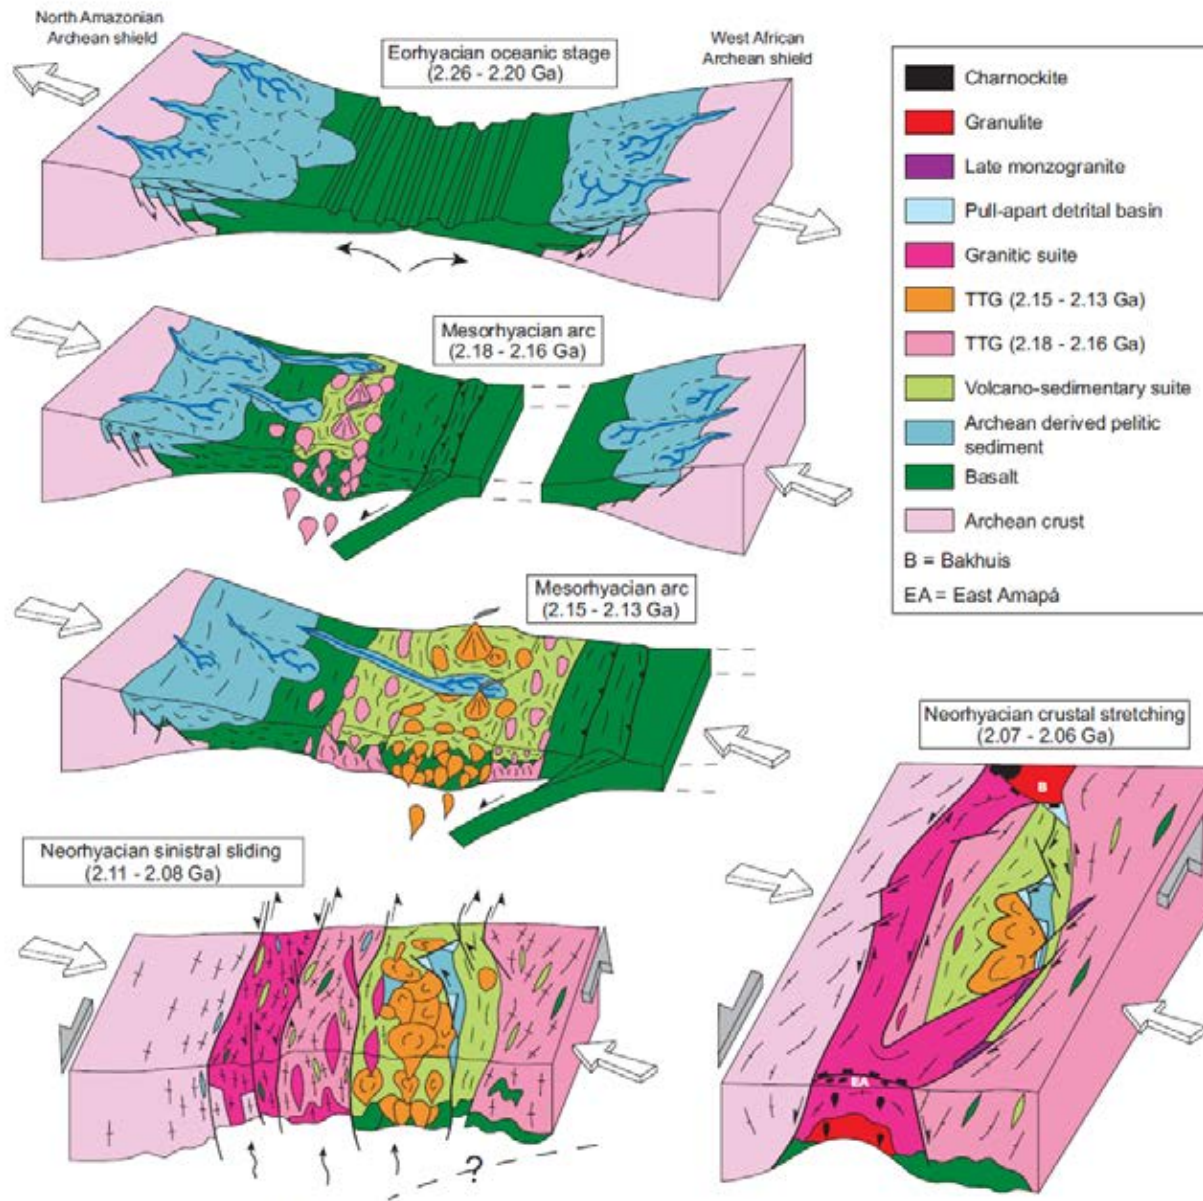 North Amazonian
Archean shield
Eorhyacian oceanic stage
(2.26 - 2.20 Ga)
West African
Archean shield
Mesorhyacian arc
(2.18 - 2.16 Ga)
Mesorhyacian arc
(2.15 - 2.13 Ga)
Neorhyacian sinistral sliding
(2.11 - 2.08 Ga)
?
Neorhyacian crustal stretching
(2.07 - 2.06 Ga)
B
EA
Charnockite
Granulite
Late monzogranite
Pull-apart detrital basin
Granitic suite
TTG (2.15 - 2.13 Ga)
TTG (2.18 - 2.16 Ga)
Volcano-sedimentary suite
Archean derived pelitic
sediment
Basalt
Archean crust
B = Bakhuis
EA = East Amapá